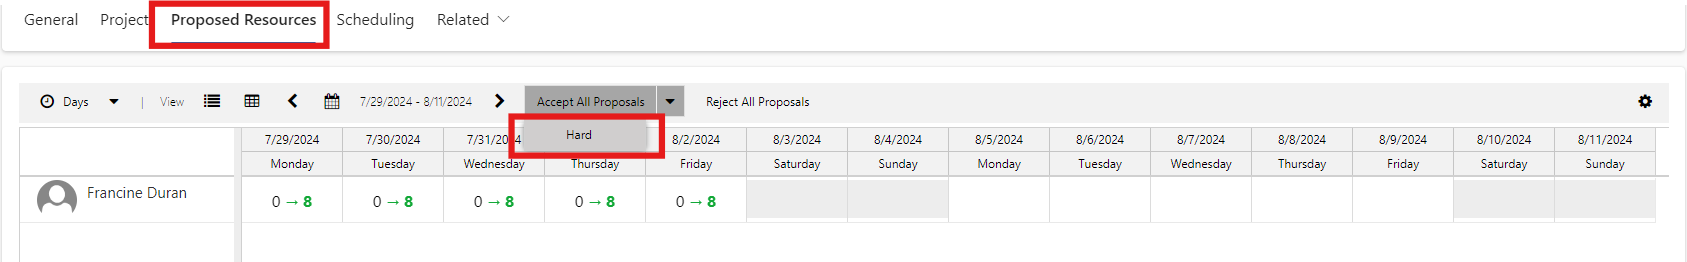 General Project Proposed Resources Scheduling Related
Days | View 7/29/2024 - 8/11/2024 Accept All Proposals Reject All Proposals
Hard
7/29/2024 7/30/2024 7/31/2024 8/2/2024 8/3/2024 8/4/2024 8/5/2024 8/6/2024 8/7/2024 8/8/2024 8/9/2024 8/10/2024 8/11/2024
Monday Tuesday Wednesday Thursday Friday Saturday Sunday Monday Tuesday Wednesday Thursday Friday Saturday Sunday
Francine Duran 0 → 8 0 → 8 0 → 8 0 → 8 0 → 8